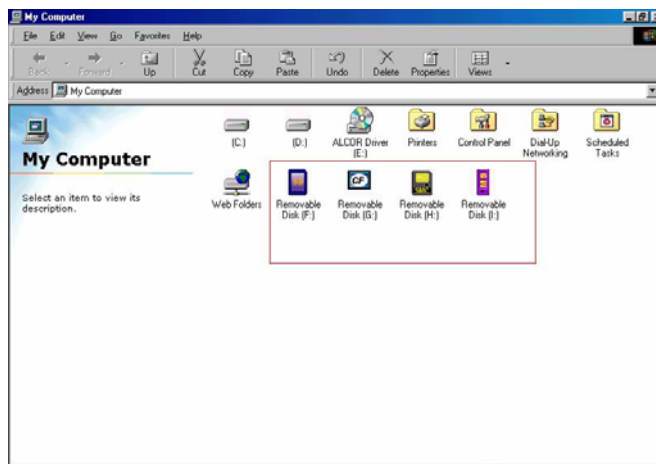 My Computer
File Edit View Go Favorites Help
Back Forward Up Cut Copy Paste Undo Delete Properties Views
Address My Computer
My Computer
Select an item to view its
description.
(C:) (D:) ALCOR Driver (E:) Printers Control Panel Dial-Up Networking Scheduled Tasks
Web Folders Removable Disk (F:) Removable Disk (G:) Removable Disk (H:) Removable Disk (I:)
CF